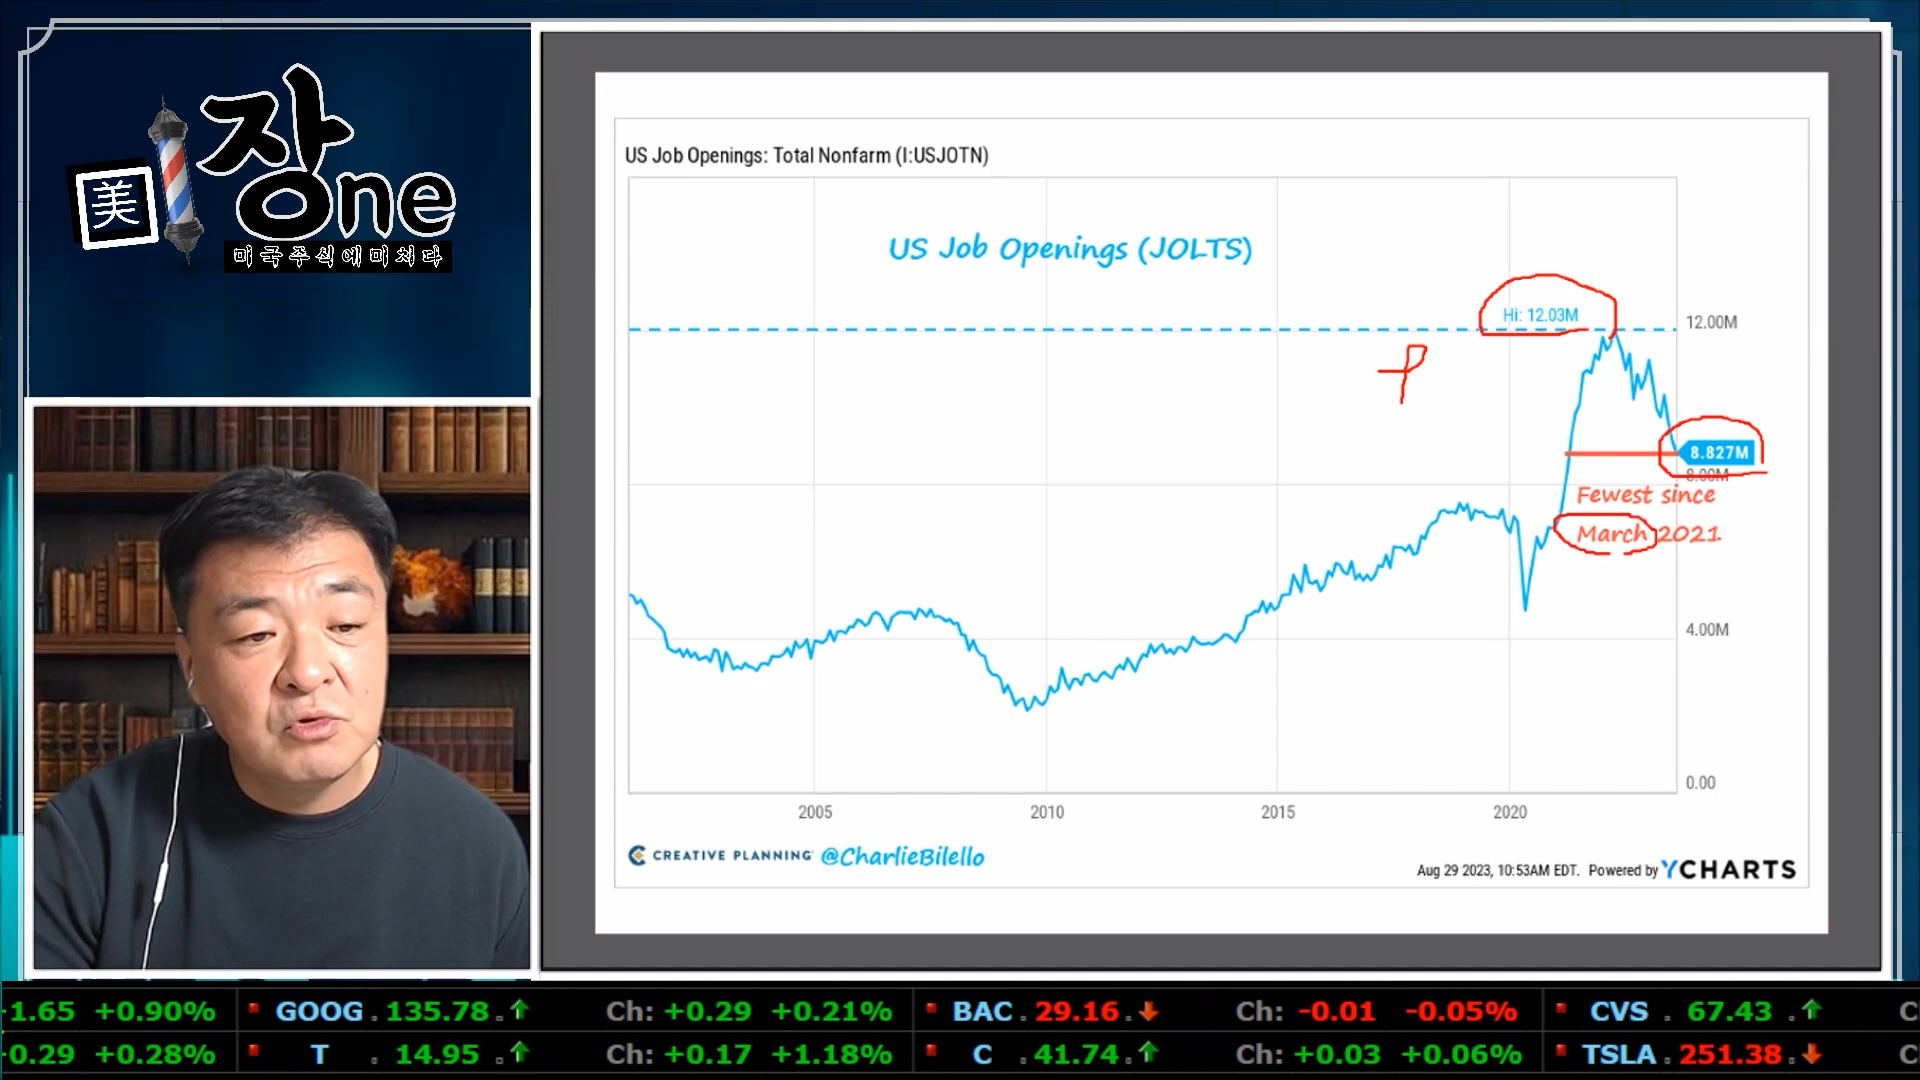 美
장one
미국주식에미치다
US Job Openings: Total Nonfarm (I:USJOTN)
US Job Openings (JOLTS)
Hi: 12.03M
12.00M
8.827M
8.00M
Fewest since
March 2021
4.00M
0.00
2005 2010 2015 2020
CREATIVE PLANNING @CharlieBilello
Aug 29 2023, 10:53AM EDT. Powered by YCHARTS
1.65 +0.90% GOOG 135.78 Ch: +0.29 +0.21% BAC 29.16 Ch: -0.01 -0.05% CVS 67.43 C
0.29 +0.28% T 14.95 Ch: +0.17 +1.18% C 41.74 Ch: +0.03 +0.06% TSLA 251.38 C